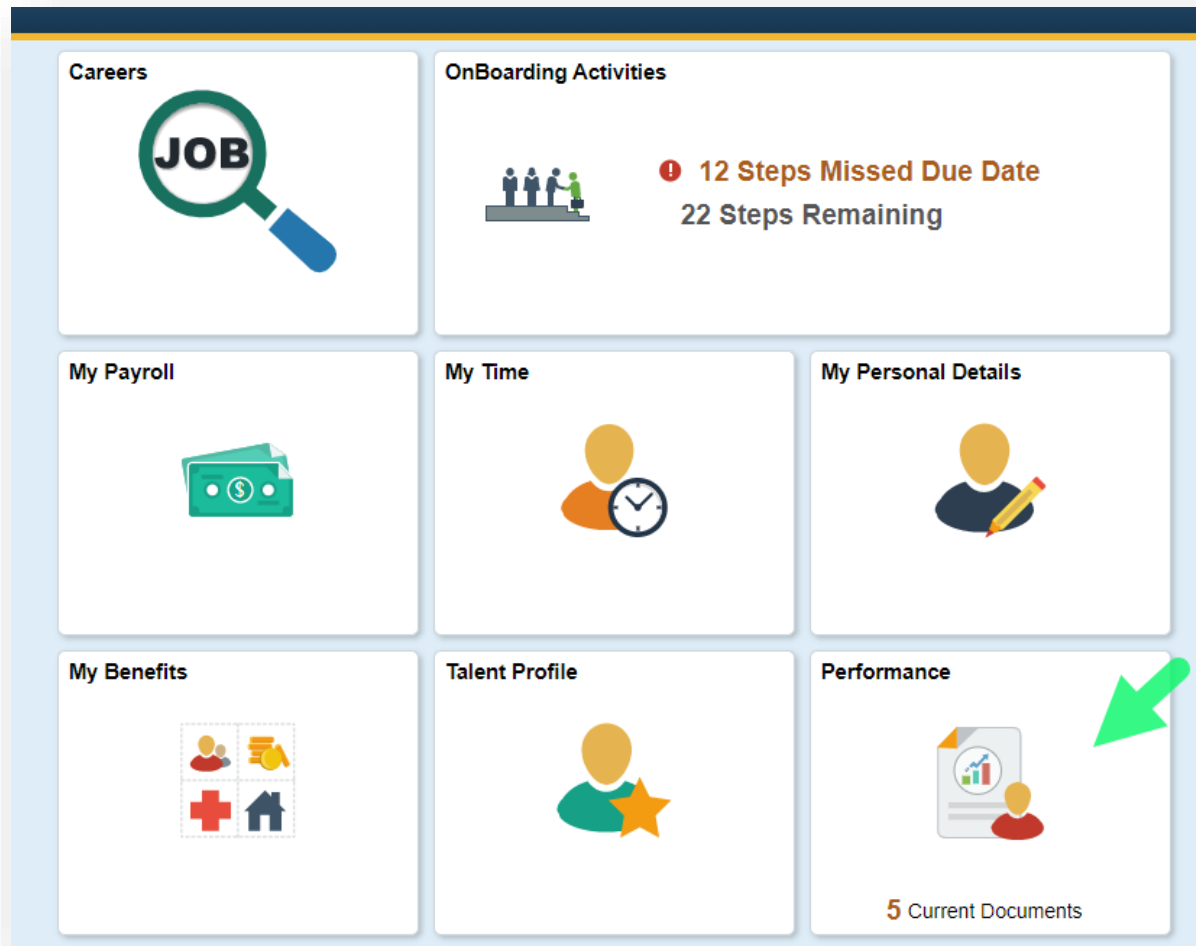 Careers
JOB
OnBoarding Activities
! 12 Steps Missed Due Date
22 Steps Remaining
My Payroll
$
My Time
My Personal Details
My Benefits
Talent Profile
Performance
5 Current Documents